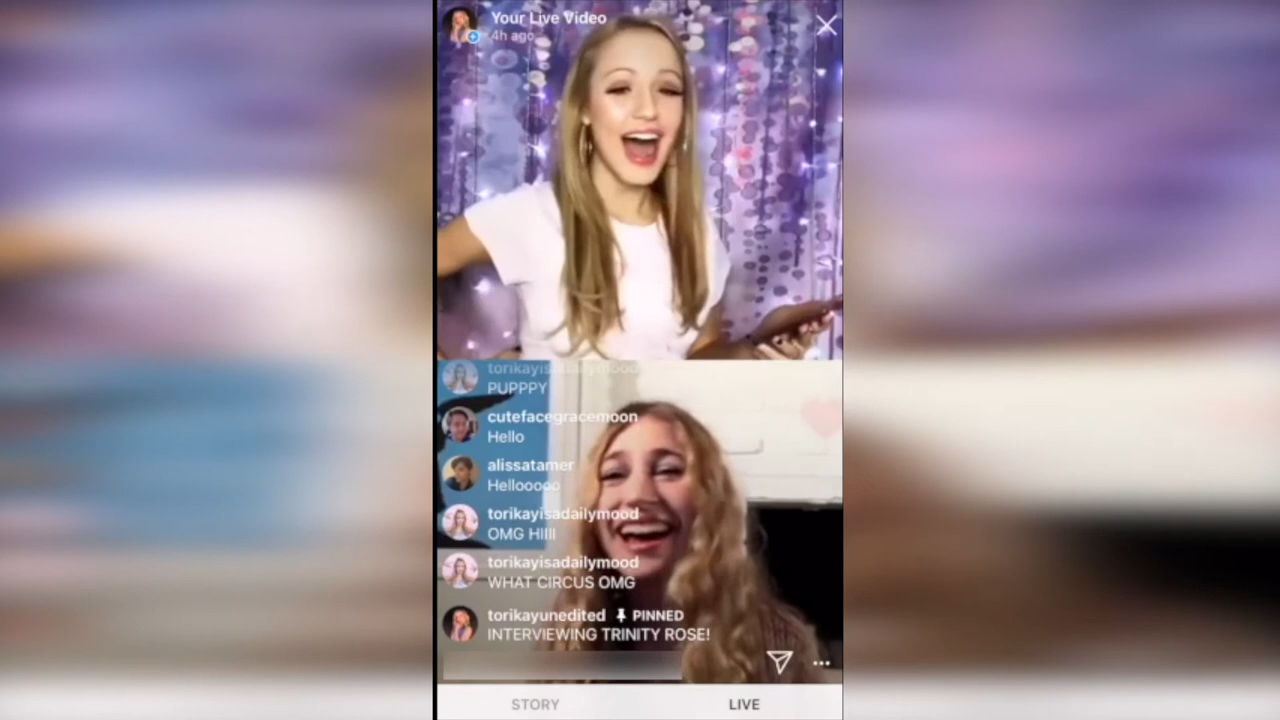 Your Live Video
4h ago
torikayisadailymood
PUPPPY
cutefacegracemoon
Hello
alissatamer
Hellooooo
torikayisadailymood
OMG HIIII
torikayisadailymood
WHAT CIRCUS OMG
torikayunedited PINNED
INTERVIEWING TRINITY ROSE!
STORY LIVE